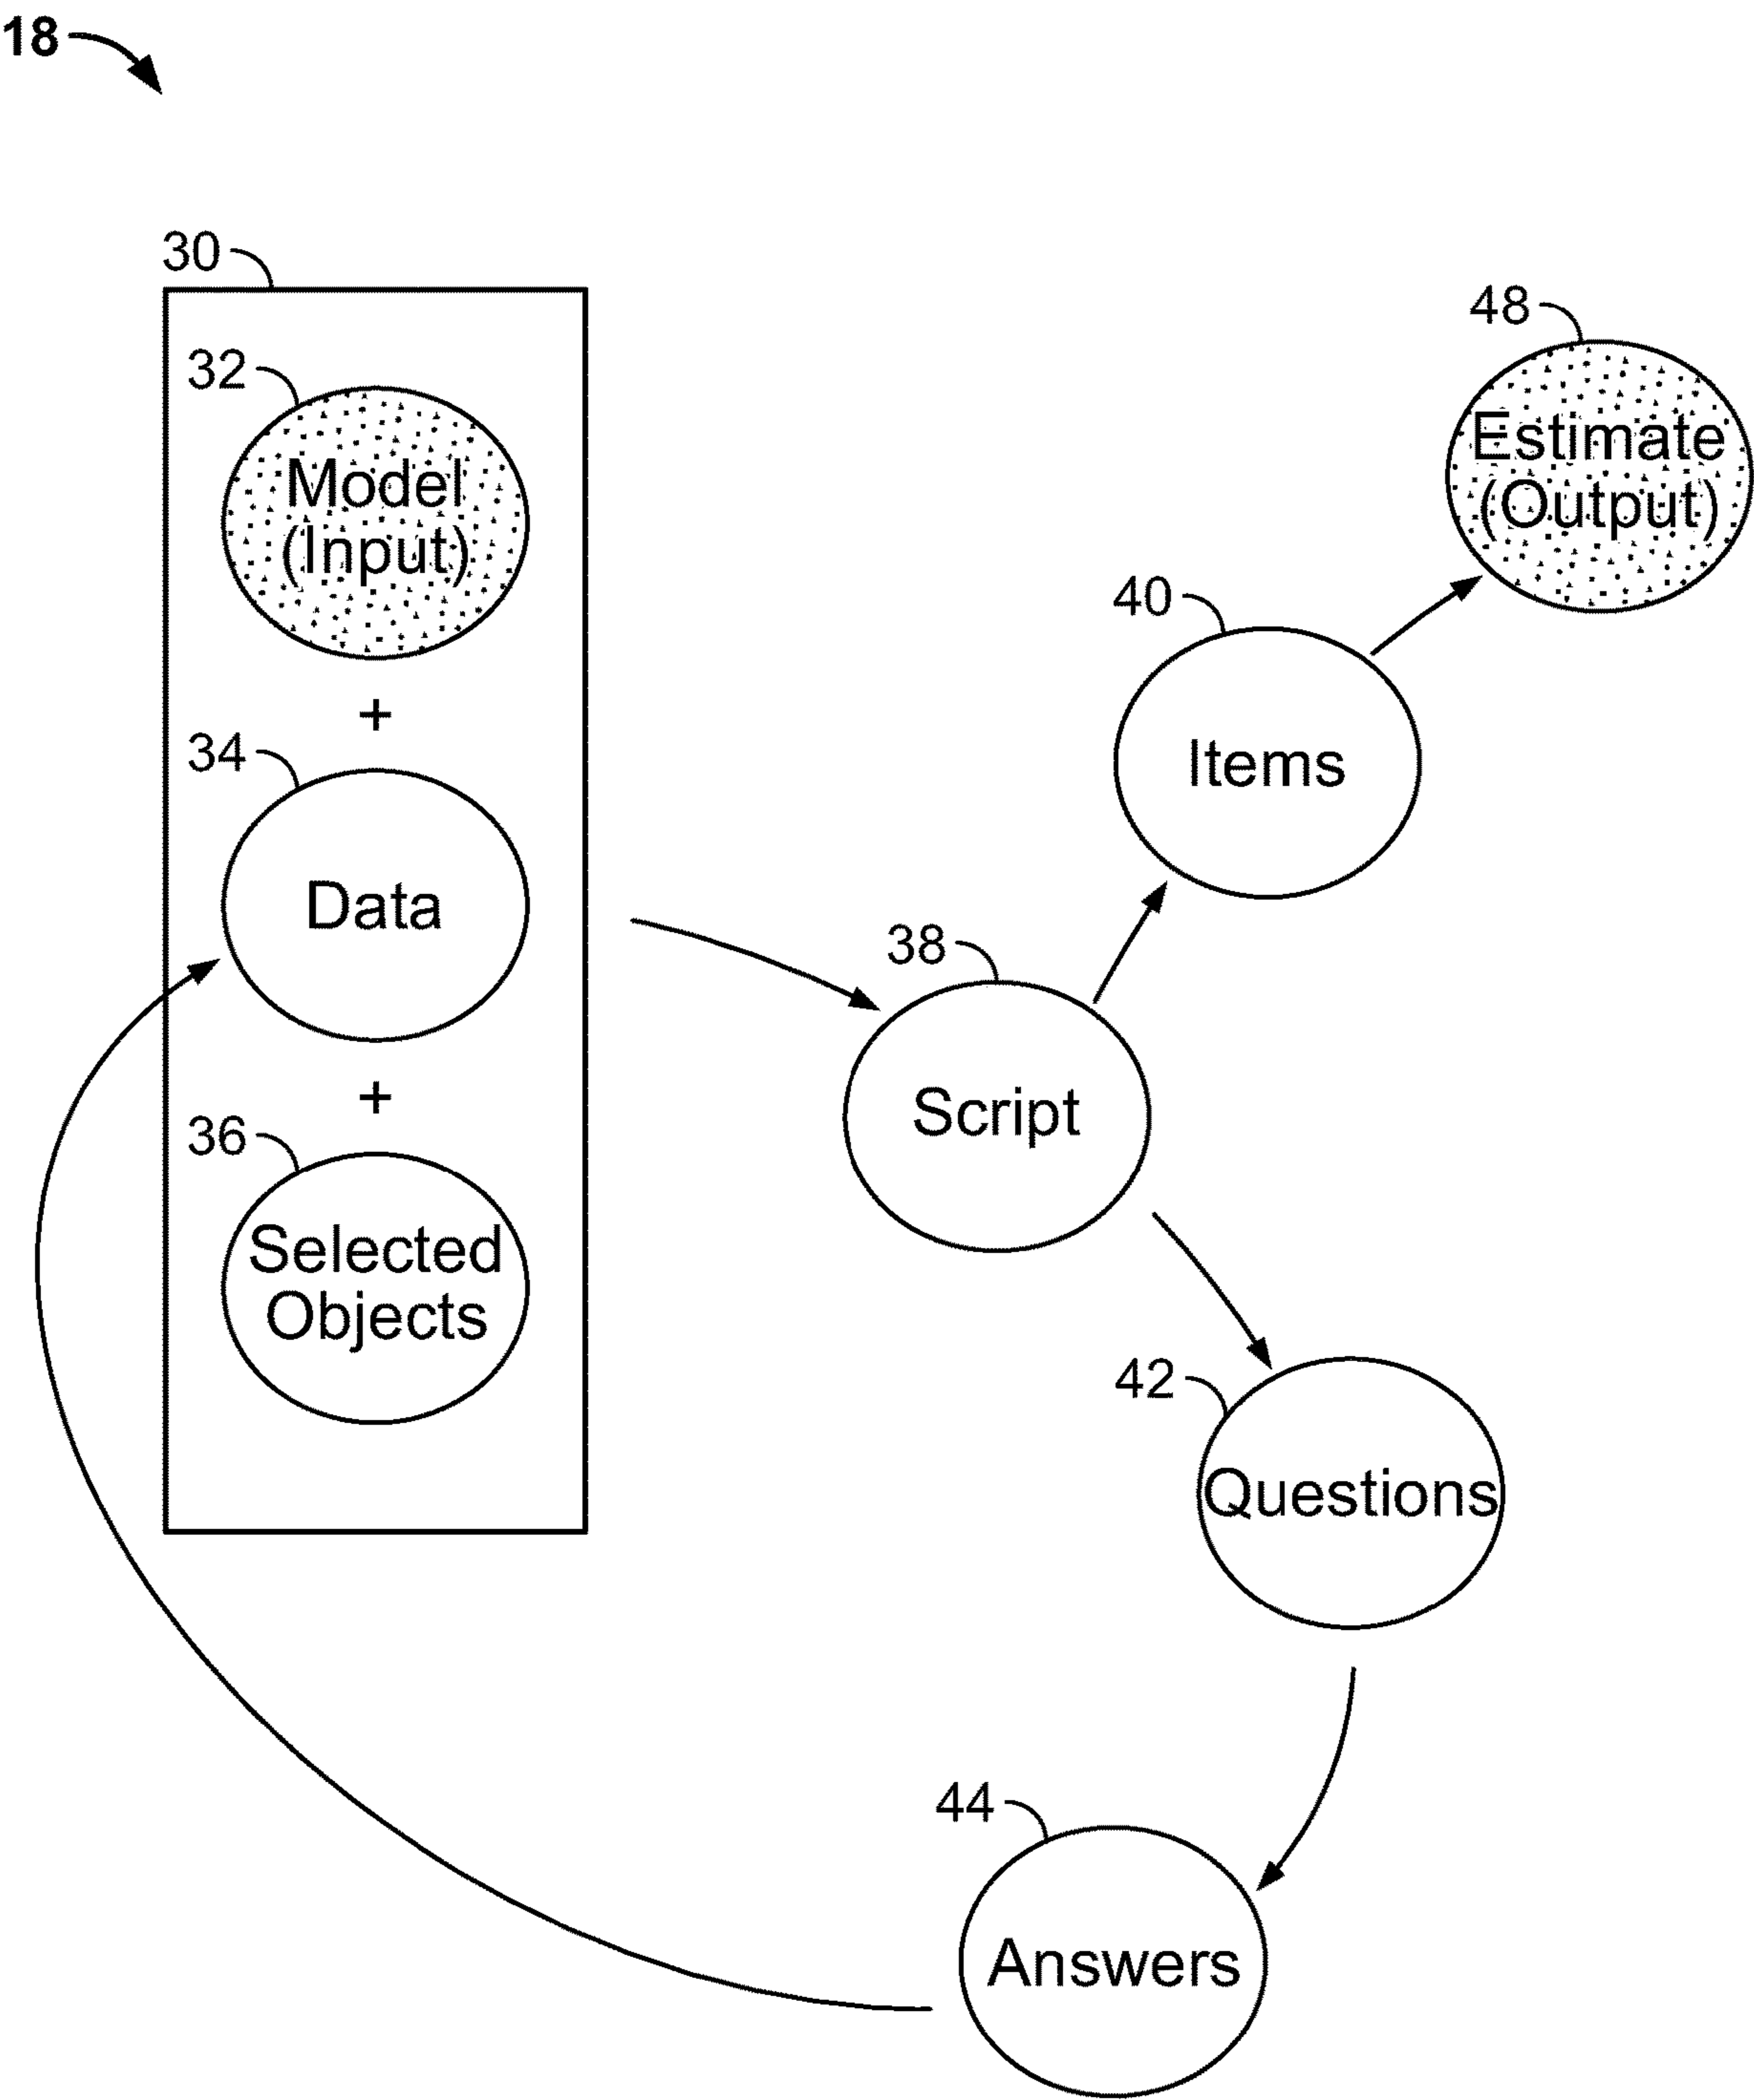 18
30
32
Model
(Input)
+
34
Data
+
36
Selected
Objects
38
Script
40
Items
48
Estimate
(Output)
42
Questions
44
Answers